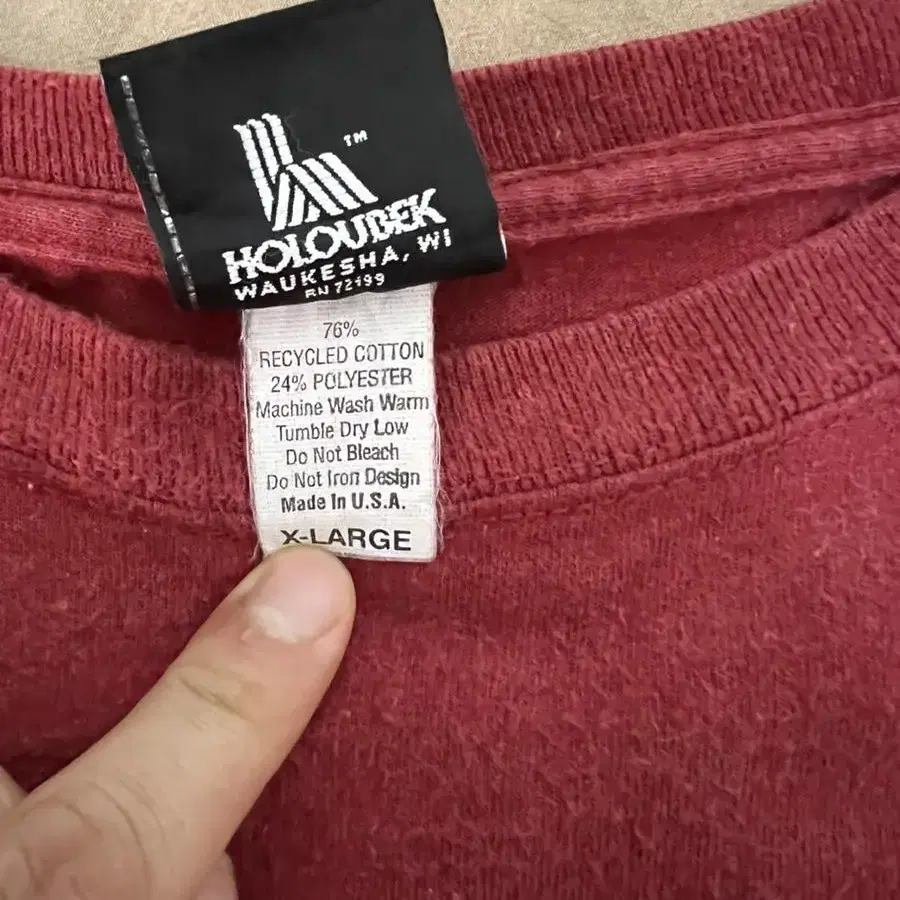 TM
HOLOUBEK
WAUKESHA, WI
RN 72199
76%
RECYCLED COTTON
24% POLYESTER
Machine Wash Warm
Tumble Dry Low
Do Not Bleach
Do Not Iron Design
Made In U.S.A.
X-LARGE